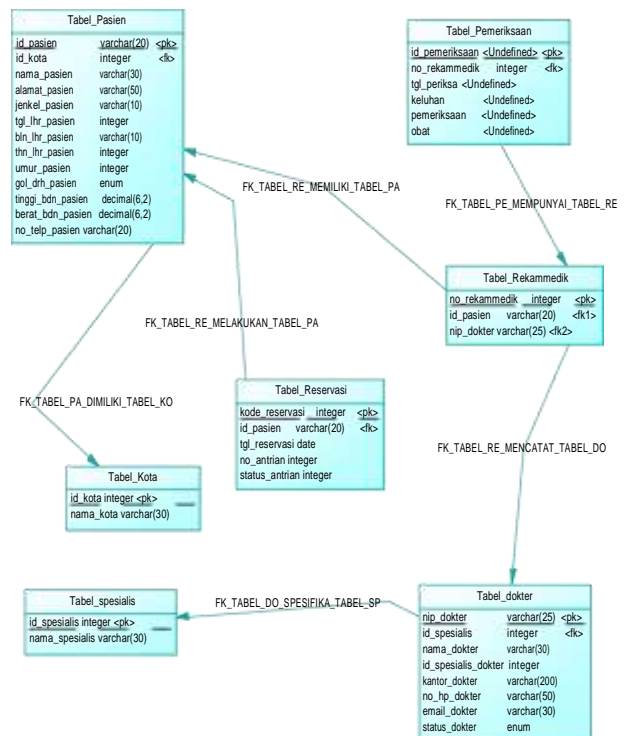 Tabel_Pasien
id_pasien varchar(20) <pk>
id_kota integer <fk>
nama_pasien varchar(30)
alamat_pasien varchar(50)
jenkel_pasien varchar(10)
tgl_lhr_pasien integer
bln_lhr_pasien varchar(10)
thn_lhr_pasien integer
umur_pasien integer
gol_drh_pasien enum
tinggi_bdn_pasien decimal(6,2)
berat_bdn_pasien decimal(6,2)
no_telp_pasien varchar(20)
Tabel_Pemeriksaan
id_pemeriksaan <Undefined> <pk>
no_rekammedik integer <fk>
tgl_periksa <Undefined>
keluhan <Undefined>
pemeriksaan <Undefined>
obat <Undefined>
FK_TABEL_RE_MEMILIKI_TABEL_PA
FK_TABEL_PE_MEMPUNYAI_TABEL_RE
Tabel_Rekammedik
no_rekammedik integer <pk>
id_pasien varchar(20) <fk1>
nip_dokter varchar(25) <fk2>
FK_TABEL_RE_MELAKUKAN_TABEL_PA
Tabel_Reservasi
kode_reservasi integer <pk>
id_pasien varchar(20) <fk>
tgl_reservasi date
no_antrian integer
status_antrian integer
FK_TABEL_PA_DIMILIKI_TABEL_KO
FK_TABEL_RE_MENCATAT_TABEL_DO
Tabel_Kota
id_kota integer <pk>
nama_kota varchar(30)
Tabel_spesialis
id_spesialis integer <pk>
nama_spesialis varchar(30)
FK_TABEL_DO_SPESIFIKA_TABEL_SP
Tabel_dokter
nip_dokter varchar(25) <pk>
id_spesialis integer <fk>
nama_dokter varchar(30)
id_spesialis_dokter integer
kantor_dokter varchar(200)
no_hp_dokter varchar(50)
email_dokter varchar(30)
status_dokter enum